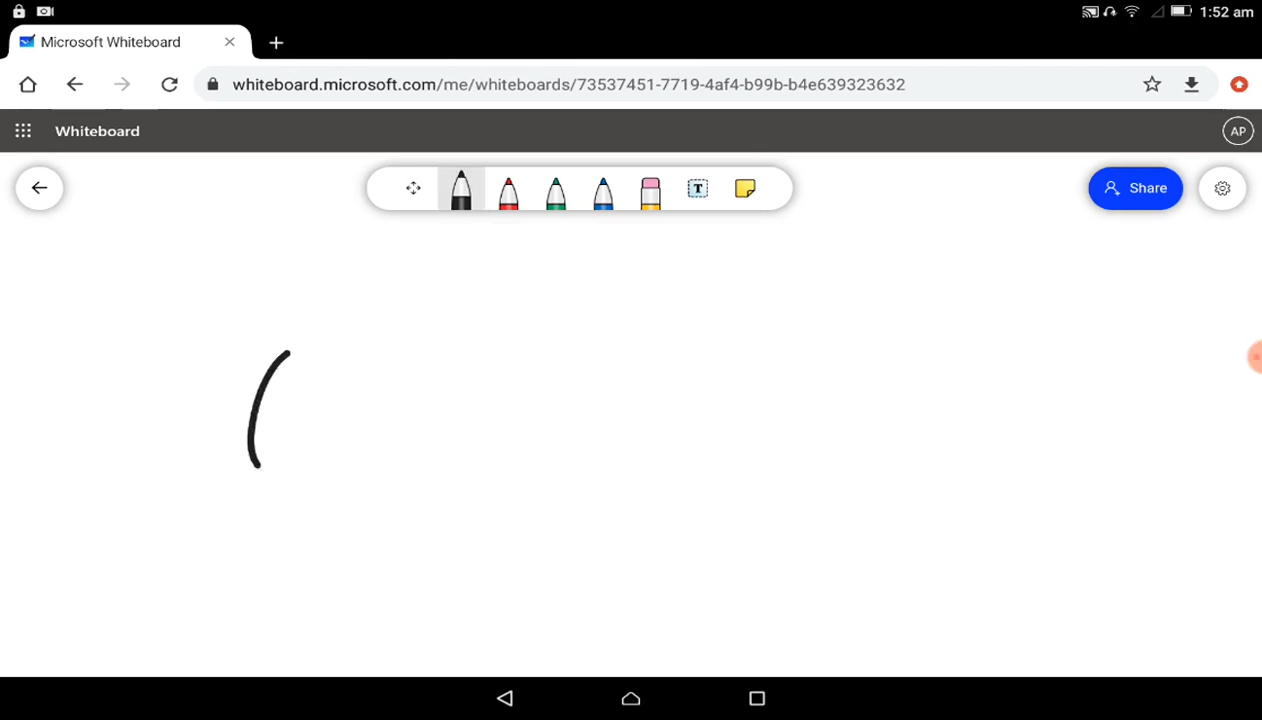 1:52 am
Microsoft Whiteboard
whiteboard.microsoft.com/me/whiteboards/73537451-7719-4af4-b99b-b4e639323632
Whiteboard
AP
T
Share
(